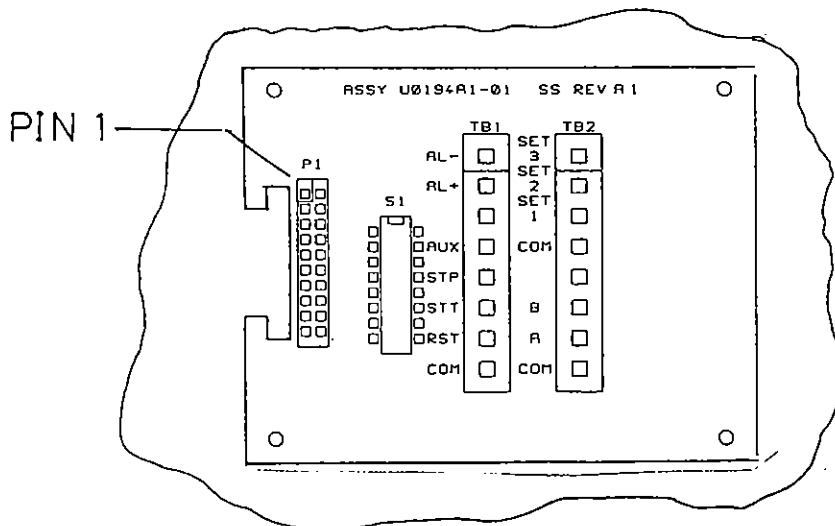 ASSY U0194A1-01 SS REV A1
PIN 1
P1
S1
TB1
TB2
AL-
AL+
AUX
STP
STT
RST
COM
SET
3
SET
2
SET
1
COM
B
A
COM